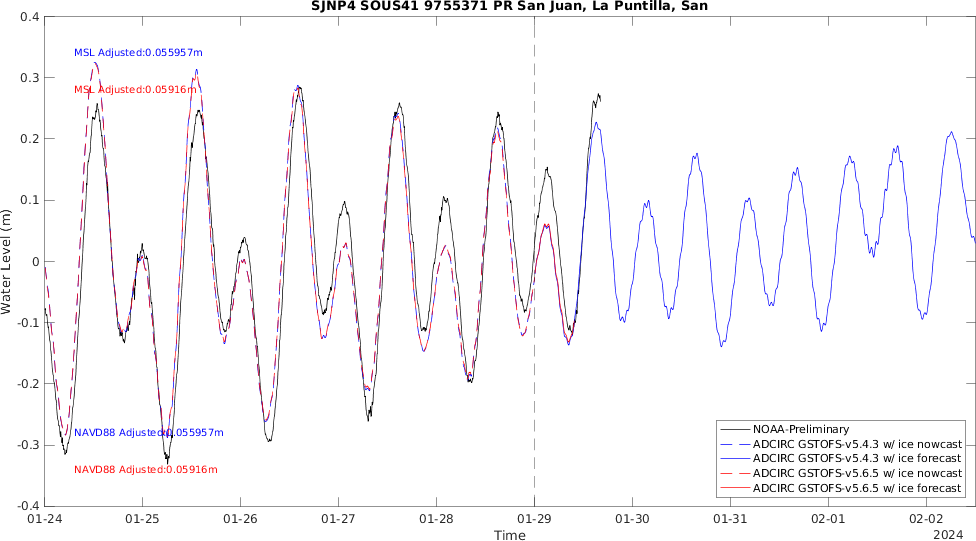 SJNP4 SOUS41 9755371 PR San Juan, La Puntilla, San
0.4
0.3
0.2
0.1
0
-0.1
-0.2
-0.3
-0.4
Water Level (m)
MSL Adjusted:0.055957m
MSL Adjusted:0.05916m
NAVD88 Adjusted:0.055957m
NAVD88 Adjusted:0.05916m
NOAA-Preliminary
ADCIRC GSTOFS-v5.4.3 w/ ice nowcast
ADCIRC GSTOFS-v5.4.3 w/ ice forecast
ADCIRC GSTOFS-v5.6.5 w/ ice nowcast
ADCIRC GSTOFS-v5.6.5 w/ ice forecast
01-24 01-25 01-26 01-27 01-28 01-29 01-30 01-31 02-01 02-02
Time
2024